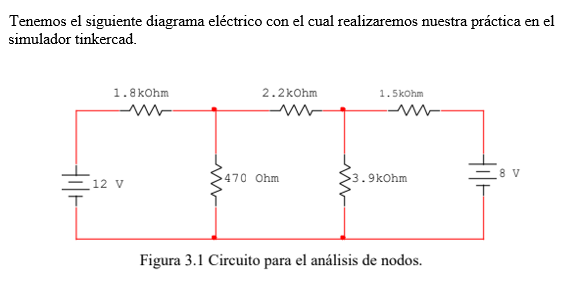 Tenemos el siguiente diagrama eléctrico con el cual realizaremos nuestra práctica en el
simulador tinkercad.
1.8kOhm
2.2kOhm
1.5kOhm
12 V
470 Ohm
3.9kOhm
8 V
Figura 3.1 Circuito para el análisis de nodos.